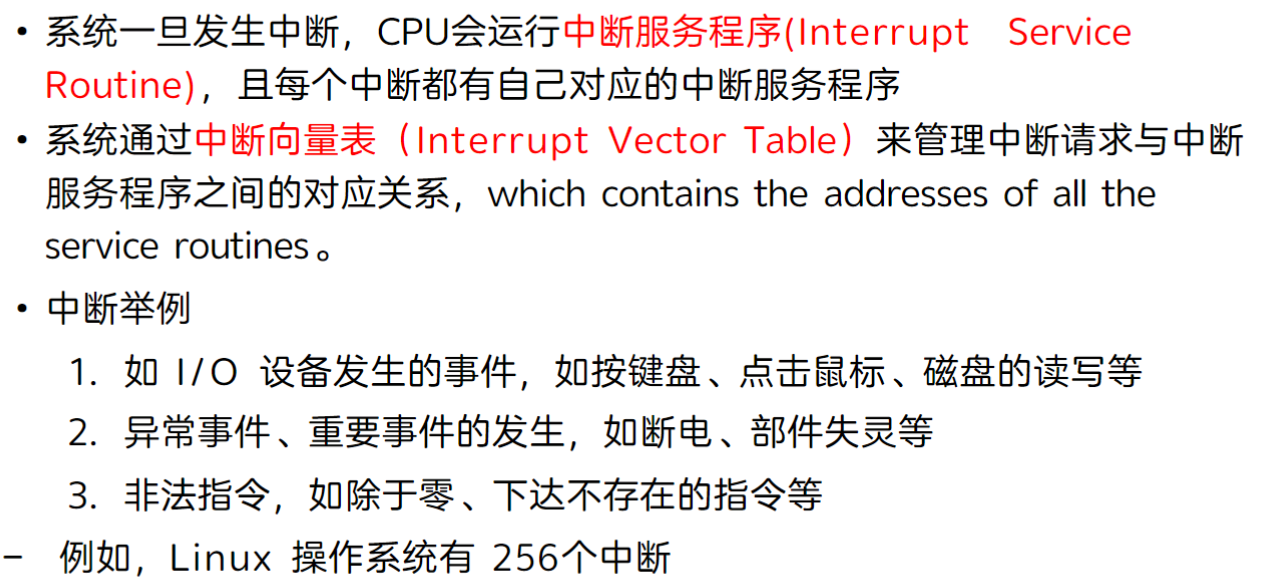 • 系统一旦发生中断，CPU会运行中断服务程序(Interrupt Service
Routine)，且每个中断都有自己对应的中断服务程序
• 系统通过中断向量表（Interrupt Vector Table）来管理中断请求与中断
服务程序之间的对应关系，which contains the addresses of all the
service routines。
• 中断举例
1. 如 I/O 设备发生的事件，如按键盘、点击鼠标、磁盘的读写等
2. 异常事件、重要事件的发生，如断电、部件失灵等
3. 非法指令，如除于零、下达不存在的指令等
– 例如，Linux 操作系统有 256个中断